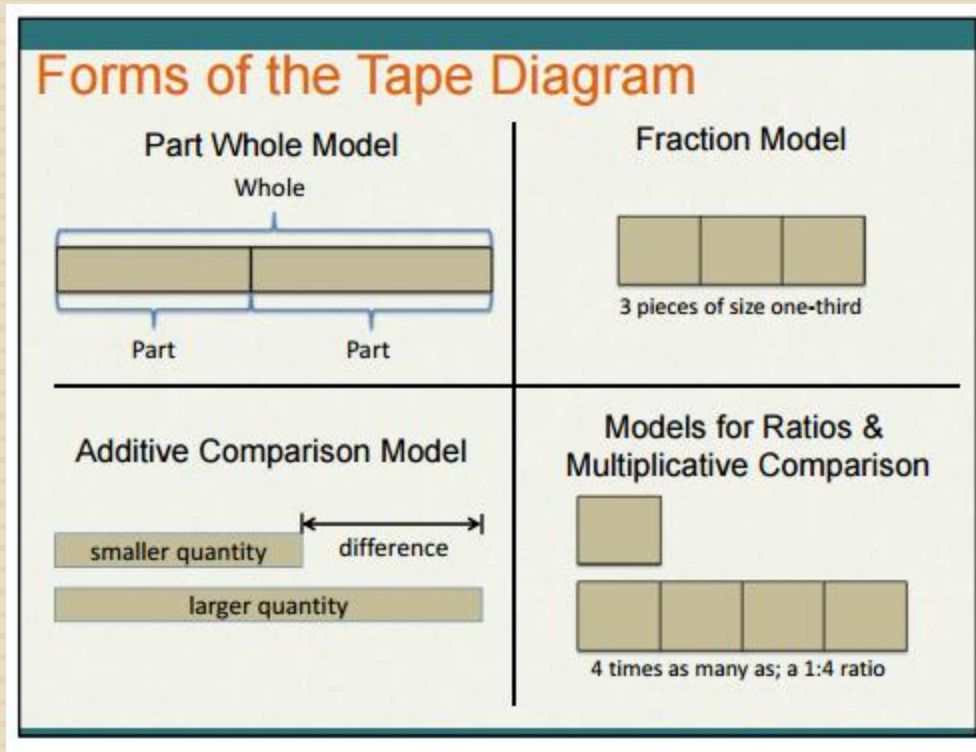 Forms of the Tape Diagram
Part Whole Model
Whole
Part Part
Fraction Model
3 pieces of size one-third
Additive Comparison Model
smaller quantity difference
larger quantity
Models for Ratios &
Multiplicative Comparison
4 times as many as; a 1:4 ratio